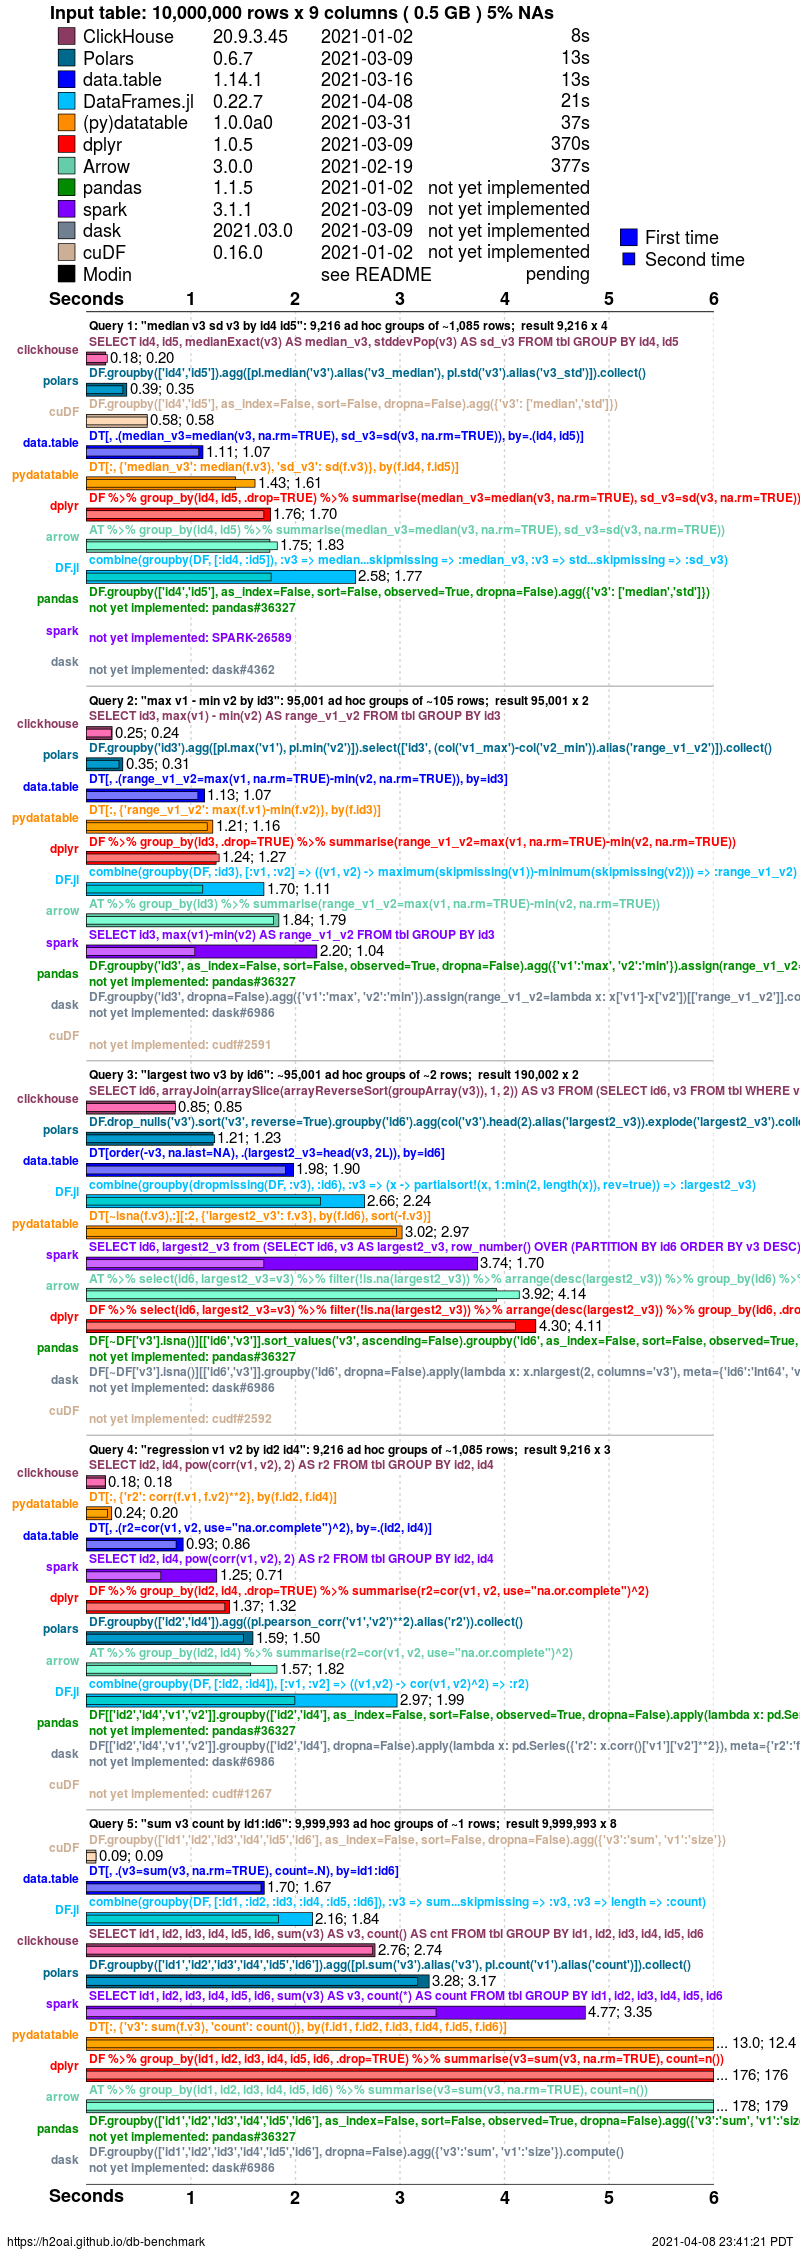 Input table: 10,000,000 rows x 9 columns ( 0.5 GB ) 5% NAs
ClickHouse 20.9.3.45 2021-01-02 8s
Polars 0.6.7 2021-03-09 13s
data.table 1.14.1 2021-03-16 13s
DataFrames.jl 0.22.7 2021-04-08 21s
(py)datatable 1.0.0a0 2021-03-31 37s
dplyr 1.0.5 2021-03-09 370s
Arrow 3.0.0 2021-02-19 377s
pandas 1.1.5 2021-01-02 not yet implemented
spark 3.1.1 2021-03-09 not yet implemented
dask 2021.03.0 2021-03-09 not yet implemented
cuDF 0.16.0 2021-01-02 not yet implemented
Modin see README pending
First time
Second time
Seconds 1 2 3 4 5 6
Query 1: "median v3 sd v3 by id4 id5": 9,216 ad hoc groups of ~1,085 rows; result 9,216 x 4
SELECT id4, id5, medianExact(v3) AS median_v3, stddevPop(v3) AS sd_v3 FROM tbl GROUP BY id4, id5
clickhouse 0.18; 0.20
DF.groupby(['id4','id5']).agg([pl.median('v3').alias('v3_median'), pl.std('v3').alias('v3_std')]).collect()
polars 0.39; 0.35
DF.groupby(['id4','id5'], as_index=False, sort=False, dropna=False).agg({'v3': ['median','std']})
cuDF 0.58; 0.58
DT[, .(median_v3=median(v3, na.rm=TRUE), sd_v3=sd(v3, na.rm=TRUE)), by=.(id4, id5)]
data.table 1.11; 1.07
DT[:, {'median_v3': median(f.v3), 'sd_v3': sd(f.v3)}, by(f.id4, f.id5)]
pydatatable 1.43; 1.61
DF %>% group_by(id4, id5, .drop=TRUE) %>% summarise(median_v3=median(v3, na.rm=TRUE), sd_v3=sd(v3, na.rm=TRUE))
dplyr 1.76; 1.70
AT %>% group_by(id4, id5) %>% summarise(median_v3=median(v3, na.rm=TRUE), sd_v3=sd(v3, na.rm=TRUE))
arrow 1.75; 1.83
combine(groupby(DF, [:id4, :id5]), :v3 => median...skipmissing => :median_v3, :v3 => std...skipmissing => :sd_v3)
DF.jl 2.58; 1.77
DF.groupby(['id4','id5'], as_index=False, sort=False, observed=True, dropna=False).agg({'v3': ['median','std']})
pandas not yet implemented: pandas#36327
spark not yet implemented: SPARK-26589
dask not yet implemented: dask#4362
Query 2: "max v1 - min v2 by id3": 95,001 ad hoc groups of ~105 rows; result 95,001 x 2
SELECT id3, max(v1) - min(v2) AS range_v1_v2 FROM tbl GROUP BY id3
clickhouse 0.25; 0.24
DF.groupby('id3').agg([pl.max('v1'), pl.min('v2')]).select(['id3', (col('v1_max')-col('v2_min')).alias('range_v1_v2')]).collect()
polars 0.35; 0.31
DT[, .(range_v1_v2=max(v1, na.rm=TRUE)-min(v2, na.rm=TRUE)), by=id3]
data.table 1.13; 1.07
DT[:, {'range_v1_v2': max(f.v1)-min(f.v2)}, by(f.id3)]
pydatatable 1.21; 1.16
DF %>% group_by(id3, .drop=TRUE) %>% summarise(range_v1_v2=max(v1, na.rm=TRUE)-min(v2, na.rm=TRUE))
dplyr 1.24; 1.27
combine(groupby(DF, :id3), [:v1, :v2] => ((v1, v2) -> maximum(skipmissing(v1))-minimum(skipmissing(v2))) => :range_v1_v2)
DF.jl 1.70; 1.11
AT %>% group_by(id3) %>% summarise(range_v1_v2=max(v1, na.rm=TRUE)-min(v2, na.rm=TRUE))
arrow 1.84; 1.79
SELECT id3, max(v1)-min(v2) AS range_v1_v2 FROM tbl GROUP BY id3
spark 2.20; 1.04
DF.groupby('id3', as_index=False, sort=False, observed=True, dropna=False).agg({'v1':'max', 'v2':'min'}).assign(range_v1_v2=
pandas not yet implemented: pandas#36327
DF.groupby('id3', dropna=False).agg({'v1':'max', 'v2':'min'}).assign(range_v1_v2=lambda x: x['v1']-x['v2'])[['range_v1_v2']].co
dask not yet implemented: dask#6986
cuDF not yet implemented: cudf#2591
Query 3: "largest two v3 by id6": ~95,001 ad hoc groups of ~2 rows; result 190,002 x 2
SELECT id6, arrayJoin(arraySlice(arrayReverseSort(groupArray(v3)), 1, 2)) AS v3 FROM (SELECT id6, v3 FROM tbl WHERE v
clickhouse 0.85; 0.85
DF.drop_nulls('v3').sort('v3', reverse=True).groupby('id6').agg(col('v3').head(2).alias('largest2_v3')).explode('largest2_v3').colle
polars 1.21; 1.23
DT[order(-v3, na.last=NA), .(largest2_v3=head(v3, 2L)), by=id6]
data.table 1.98; 1.90
combine(groupby(dropmissing(DF, :v3), :id6), :v3 => (x -> partialsort!(x, 1:min(2, length(x)), rev=true)) => :largest2_v3)
DF.jl 2.66; 2.24
DT[~isna(f.v3),:][:2, {'largest2_v3': f.v3}, by(f.id6), sort(-f.v3)]
pydatatable 3.02; 2.97
SELECT id6, largest2_v3 from (SELECT id6, v3 AS largest2_v3, row_number() OVER (PARTITION BY id6 ORDER BY v3 DESC)
spark 3.74; 1.70
AT %>% select(id6, largest2_v3=v3) %>% filter(!is.na(largest2_v3)) %>% arrange(desc(largest2_v3)) %>% group_by(id6) %>%
arrow 3.92; 4.14
DF %>% select(id6, largest2_v3=v3) %>% filter(!is.na(largest2_v3)) %>% arrange(desc(largest2_v3)) %>% group_by(id6, .dro
dplyr 4.30; 4.11
DF[~DF['v3'].isna()][['id6','v3']].sort_values('v3', ascending=False).groupby('id6', as_index=False, sort=False, observed=True,
pandas not yet implemented: pandas#36327
DF[~DF['v3'].isna()][['id6','v3']].groupby('id6', dropna=False).apply(lambda x: x.nlargest(2, columns='v3'), meta={'id6':'Int64', 'v
dask not yet implemented: dask#6986
cuDF not yet implemented: cudf#2592
Query 4: "regression v1 v2 by id2 id4": 9,216 ad hoc groups of ~1,085 rows; result 9,216 x 3
SELECT id2, id4, pow(corr(v1, v2), 2) AS r2 FROM tbl GROUP BY id2, id4
clickhouse 0.18; 0.18
DT[:, {'r2': corr(f.v1, f.v2)**2}, by(f.id2, f.id4)]
pydatatable 0.24; 0.20
DT[, .(r2=cor(v1, v2, use="na.or.complete")^2), by=.(id2, id4)]
data.table 0.93; 0.86
SELECT id2, id4, pow(corr(v1, v2), 2) AS r2 FROM tbl GROUP BY id2, id4
spark 1.25; 0.71
DF %>% group_by(id2, id4, .drop=TRUE) %>% summarise(r2=cor(v1, v2, use="na.or.complete")^2)
dplyr 1.37; 1.32
DF.groupby(['id2','id4']).agg((pl.pearson_corr('v1','v2')**2).alias('r2')).collect()
polars 1.59; 1.50
AT %>% group_by(id2, id4) %>% summarise(r2=cor(v1, v2, use="na.or.complete")^2)
arrow 1.57; 1.82
combine(groupby(DF, [:id2, :id4]), [:v1, :v2] => ((v1,v2) -> cor(v1, v2)^2) => :r2)
DF.jl 2.97; 1.99
DF[['id2','id4','v1','v2']].groupby(['id2','id4'], as_index=False, sort=False, observed=True, dropna=False).apply(lambda x: pd.Se
pandas not yet implemented: pandas#36327
DF[['id2','id4','v1','v2']].groupby(['id2','id4'], dropna=False).apply(lambda x: pd.Series({'r2': x.corr()['v1']['v2']**2}), meta={'r2':'f
dask not yet implemented: dask#6986
cuDF not yet implemented: cudf#1267
Query 5: "sum v3 count by id1:id6": 9,999,993 ad hoc groups of ~1 rows; result 9,999,993 x 8
DF.groupby(['id1','id2','id3','id4','id5','id6'], as_index=False, sort=False, dropna=False).agg({'v3':'sum', 'v1':'size'})
cuDF 0.09; 0.09
DT[, .(v3=sum(v3, na.rm=TRUE), count=.N), by=id1:id6]
data.table 1.70; 1.67
combine(groupby(DF, [:id1, :id2, :id3, :id4, :id5, :id6]), :v3 => sum...skipmissing => :v3, :v3 => length => :count)
DF.jl 2.16; 1.84
SELECT id1, id2, id3, id4, id5, id6, sum(v3) AS v3, count() AS cnt FROM tbl GROUP BY id1, id2, id3, id4, id5, id6
clickhouse 2.76; 2.74
DF.groupby(['id1','id2','id3','id4','id5','id6']).agg([pl.sum('v3').alias('v3'), pl.count('v1').alias('count')]).collect()
polars 3.28; 3.17
SELECT id1, id2, id3, id4, id5, id6, sum(v3) AS v3, count(*) AS count FROM tbl GROUP BY id1, id2, id3, id4, id5, id6
spark 4.77; 3.35
DT[:, {'v3': sum(f.v3), 'count': count()}, by(f.id1, f.id2, f.id3, f.id4, f.id5, f.id6)]
pydatatable ... 13.0; 12.4
DF %>% group_by(id1, id2, id3, id4, id5, id6, .drop=TRUE) %>% summarise(v3=sum(v3, na.rm=TRUE), count=n())
dplyr ... 176; 176
AT %>% group_by(id1, id2, id3, id4, id5, id6) %>% summarise(v3=sum(v3, na.rm=TRUE), count=n())
arrow ... 178; 179
DF.groupby(['id1','id2','id3','id4','id5','id6'], as_index=False, sort=False, observed=True, dropna=False).agg({'v3':'sum', 'v1':'size
pandas not yet implemented: pandas#36327
DF.groupby(['id1','id2','id3','id4','id5','id6'], dropna=False).agg({'v3':'sum', 'v1':'size'}).compute()
dask not yet implemented: dask#6986
Seconds 1 2 3 4 5 6
https://h2oai.github.io/db-benchmark 2021-04-08 23:41:21 PDT